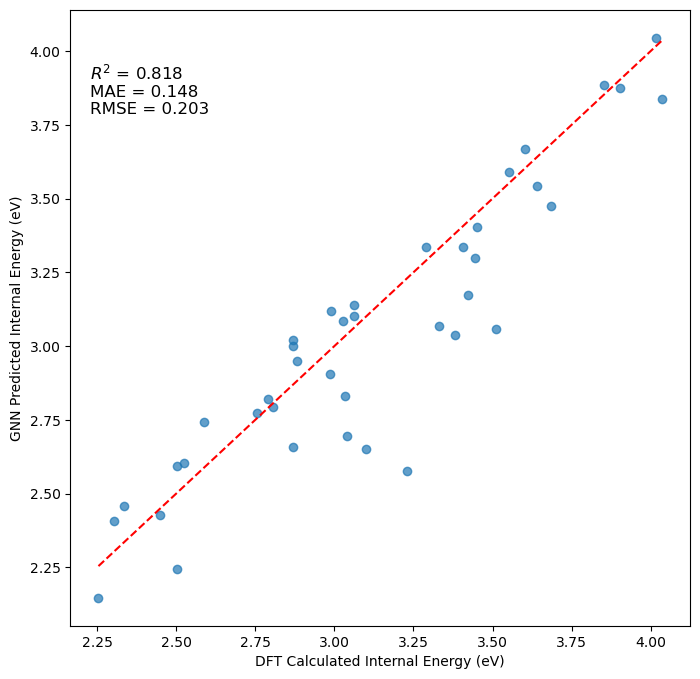 R² = 0.818
MAE = 0.148
RMSE = 0.203
GNN Predicted Internal Energy (eV)
4.00
3.75
3.50
3.25
3.00
2.75
2.50
2.25
2.25 2.50 2.75 3.00 3.25 3.50 3.75 4.00
DFT Calculated Internal Energy (eV)